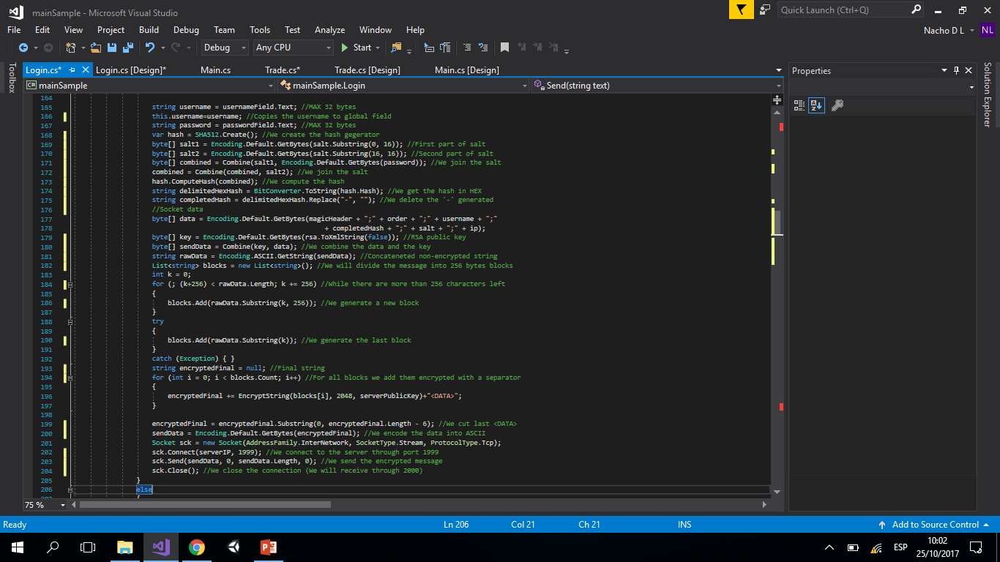 mainSample - Microsoft Visual Studio
Quick Launch (Ctrl+Q)
File Edit View Project Build Debug Team Tools Test Analyze Window Help
Nacho D L NL
Debug Any CPU Start
Login.cs* Login.cs [Design]* Main.cs Trade.cs* Trade.cs [Design] Main.cs [Design]
Toolbox
Properties
Solution Explorer
C# mainSample mainSample.Login Send(string text)
164
165 string username = usernameField.Text; //MAX 32 bytes
166 this.username=username; //Copies the username to global field
167 string password = passwordField.Text; //MAX 32 bytes
168 var hash = SHA512.Create(); //We create the hash gegerator
169 byte[] salt1 = Encoding.Default.GetBytes(salt.Substring(0, 16)); //First part of salt
170 byte[] salt2 = Encoding.Default.GetBytes(salt.Substring(16, 16)); //Second part of salt
171 byte[] combined = Combine(salt1, Encoding.Default.GetBytes(password)); //We join the salt
172 combined = Combine(combined, salt2); //We join the salt
173 hash.ComputeHash(combined); //We compute the hash
174 string delimitedHexHash = BitConverter.ToString(hash.Hash); //We get the hash in HEX
175 string completedHash = delimitedHexHash.Replace("-", ""); //We delete the '-' generated
176 //Socket data
177 byte[] data = Encoding.Default.GetBytes(magicHeader + ";" + order + ";" + username + ";"
178 + completedHash + ";" + salt + ";" + ip);
179 byte[] key = Encoding.Default.GetBytes(rsa.ToXmlString(false)); //RSA public key
180 byte[] sendData = Combine(key, data); //We combine the data and the key
181 string rawData = Encoding.ASCII.GetString(sendData); //Concateneted non-encrypted string
182 List<string> blocks = new List<string>(); //We will divide the message into 256 bytes blocks
183 int k = 0;
184 for (; (k+256) < rawData.Length; k += 256) //While there are more than 256 characters left
185 {
186 blocks.Add(rawData.Substring(k, 256)); //We generate a new block
187 }
188 try
189 {
190 blocks.Add(rawData.Substring(k)); //We generate the last block
191 }
192 catch (Exception) { }
193 string encryptedFinal = null; //Final string
194 for (int i = 0; i < blocks.Count; i++) //For all blocks we add them encrypted with a separator
195 {
196 encryptedFinal += EncryptString(blocks[i], 2048, serverPublicKey)+"<DATA>";
197 }
198
199 encryptedFinal = encryptedFinal.Substring(0, encryptedFinal.Length - 6); //We cut last <DATA>
200 sendData = Encoding.Default.GetBytes(encryptedFinal); //We encode the data into ASCII
201 Socket sck = new Socket(AddressFamily.InterNetwork, SocketType.Stream, ProtocolType.Tcp);
202 sck.Connect(serverIP, 1999); //We connect to the server through port 1999
203 sck.Send(sendData, 0, sendData.Length, 0); //We send the encrypted message
204 sck.Close(); //We close the connection (We will receive through 2000)
205 }
206 else
75 %
Ready Ln 206 Col 21 Ch 21 INS Add to Source Control
ESP 10:02
25/10/2017